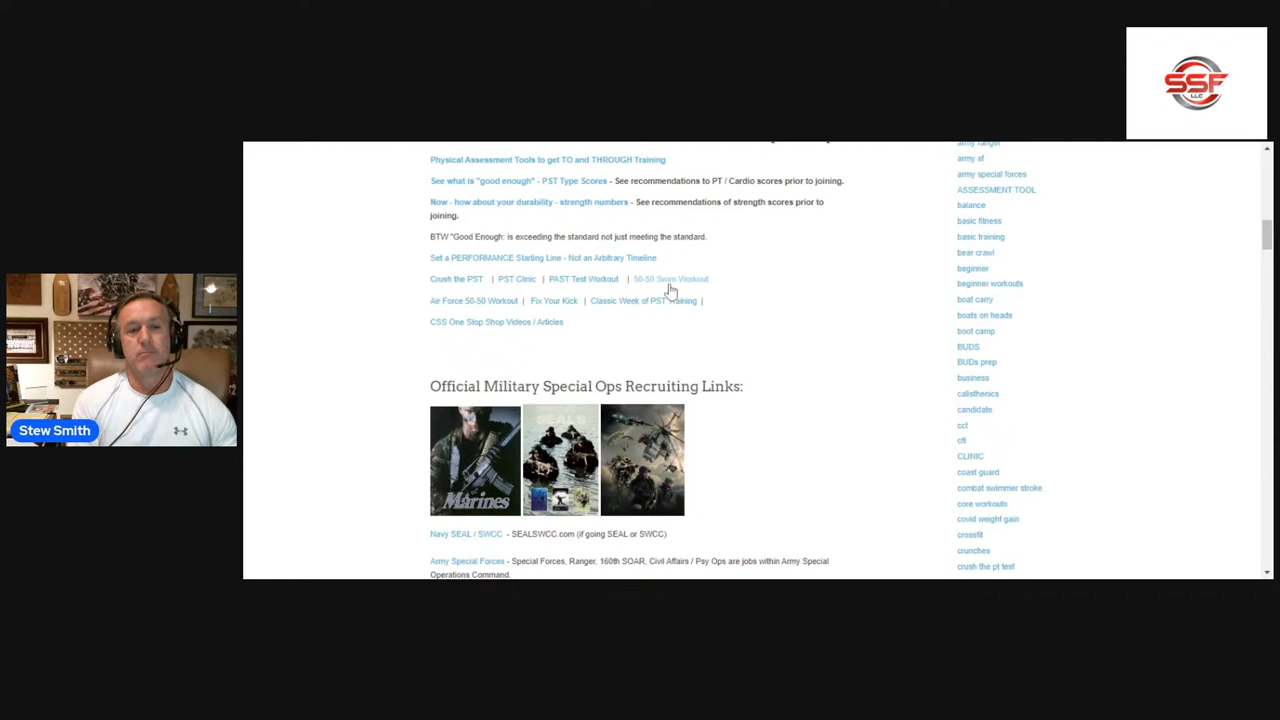 SSF
LLC
Physical Assessment Tools to get TO and THROUGH Training
See what is "good enough" - PST Type Scores - See recommendations to PT / Cardio scores prior to joining.
Now - how about your durability - strength numbers - See recommendations of strength scores prior to
joining.
BTW "Good Enough: is exceeding the standard not just meeting the standard.
Set a PERFORMANCE Starting Line - Not an Arbitrary Timeline
Crush the PST | PST Clinic | PAST Test Workout | 50-50 Swim Workout
Air Force 50-50 Workout | Fix Your Kick | Classic Week of PST Training |
CSS One Stop Shop Videos / Articles
Official Military Special Ops Recruiting Links:
Marines
SEALS
Navy SEAL / SWCC - SEALSWCC.com (if going SEAL or SWCC)
Army Special Forces - Special Forces, Ranger, 160th SOAR, Civil Affairs / Psy Ops are jobs within Army Special
Operations Command.
army ranger
army sf
army special forces
ASSESSMENT TOOL
balance
basic fitness
basic training
bear crawl
beginner
beginner workouts
boat carry
boats on heads
boot camp
BUDS
BUDs prep
business
calisthenics
candidate
cct
cft
CLINIC
coast guard
combat swimmer stroke
core workouts
covid weight gain
crossfit
crunches
crush the pt test
Stew Smith